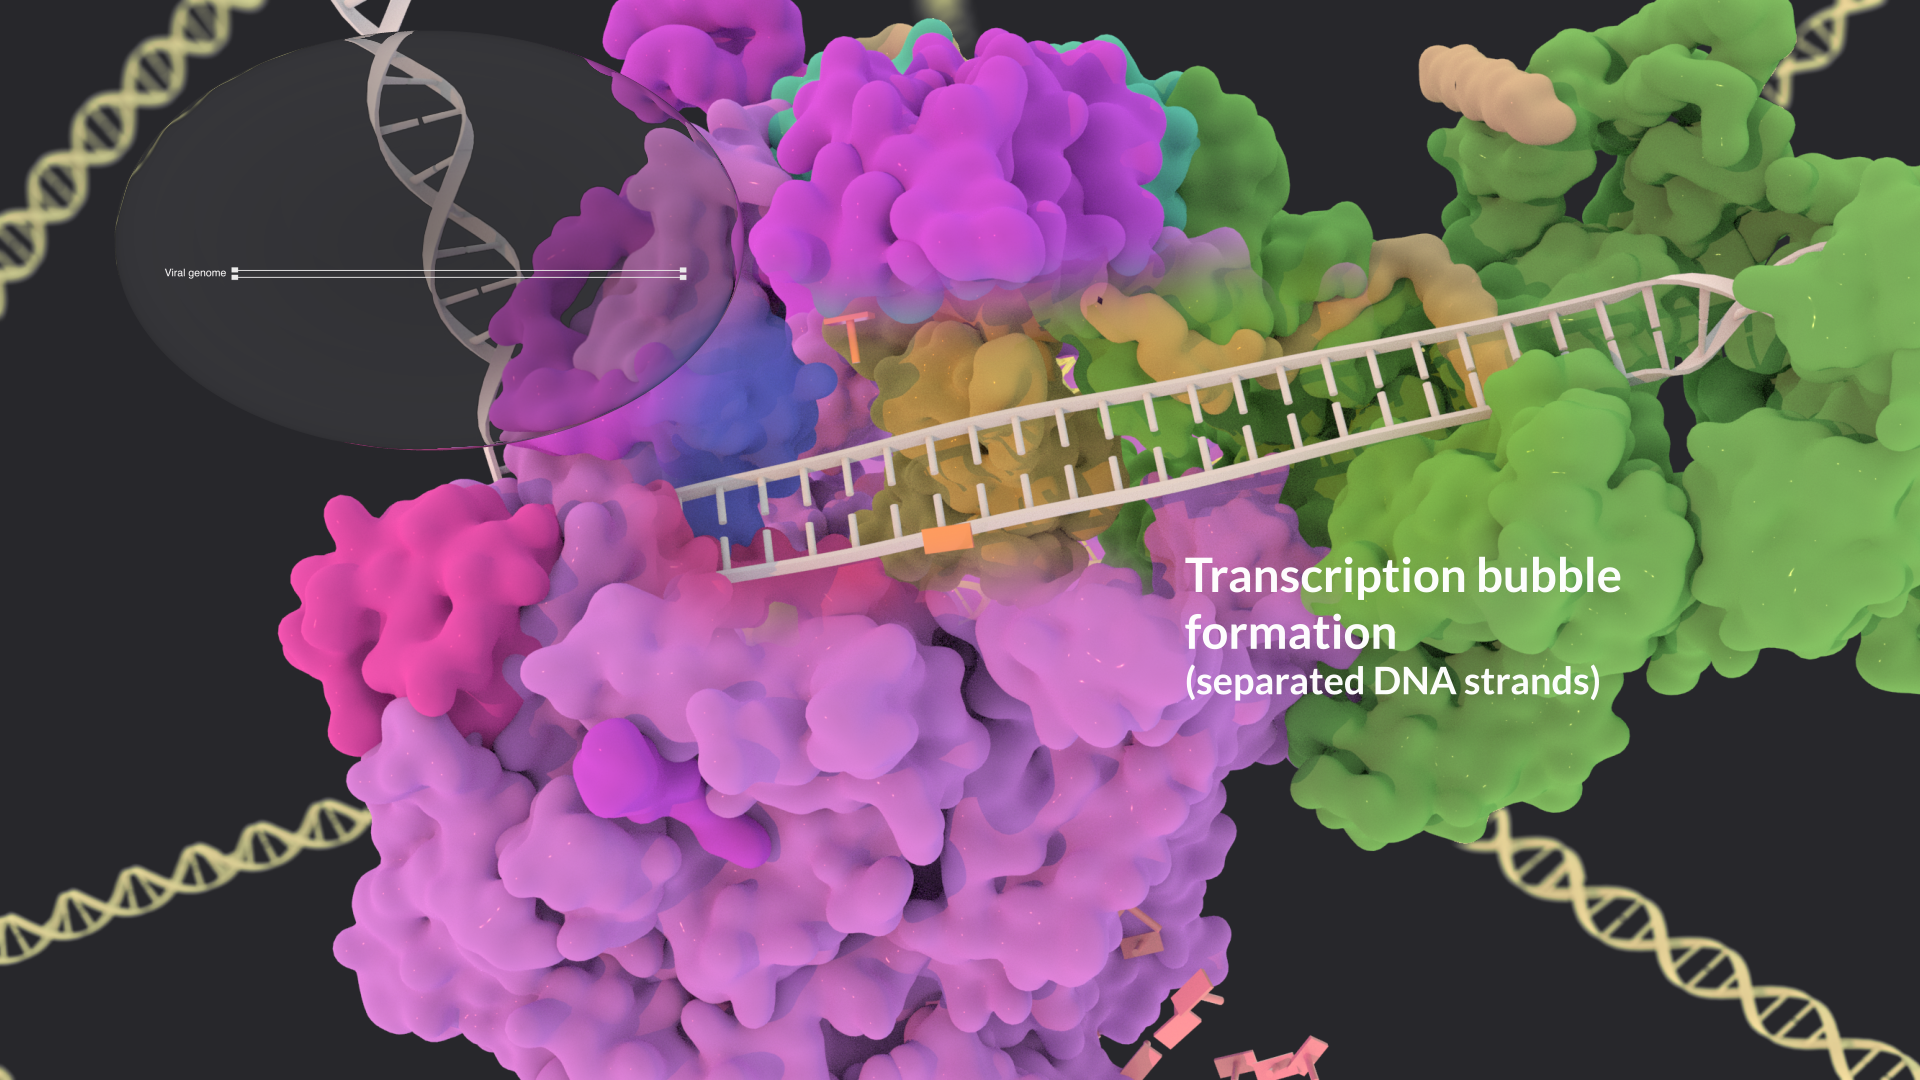 Viral genome
Transcription bubble
formation
(separated DNA strands)